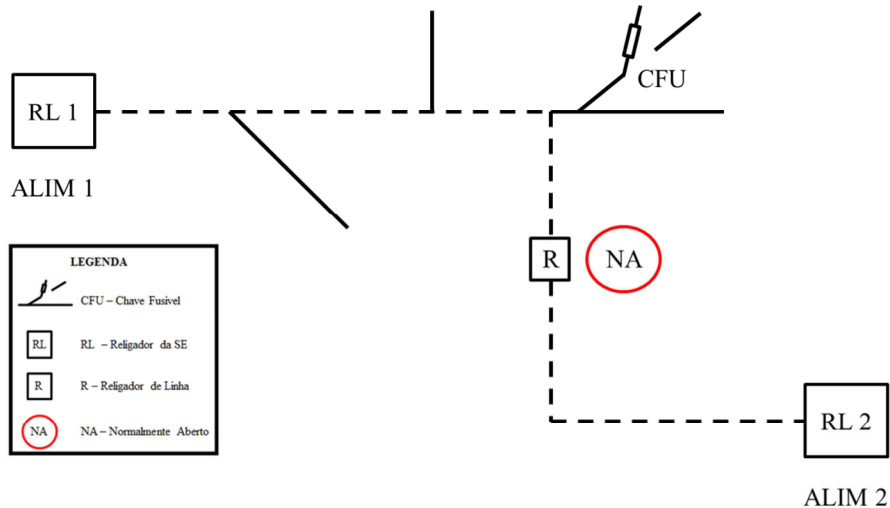 CFU
RL 1
ALIM 1
R
NA
LEGENDA
CFU – Chave Fusível
RL
RL – Religador da SE
R
R – Religador de Linha
NA
NA – Normalmente Aberto
RL 2
ALIM 2